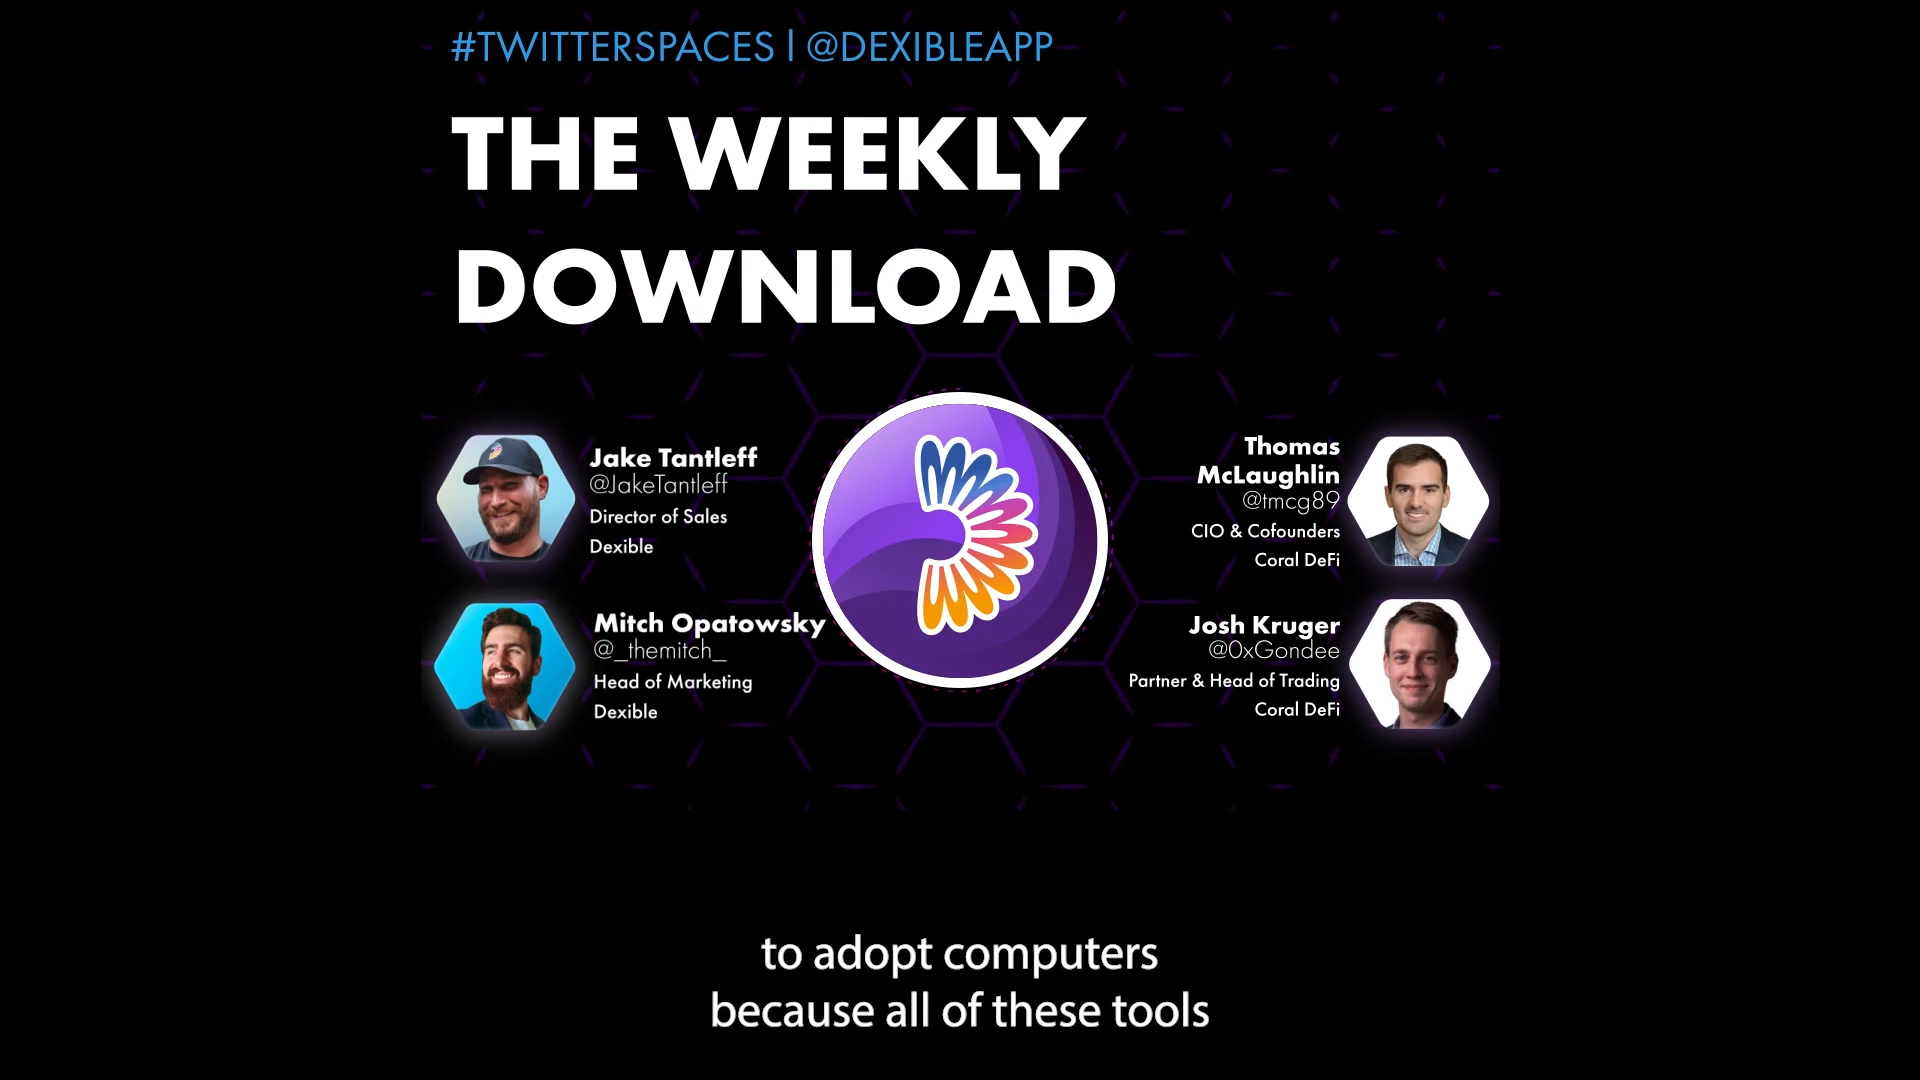 #TWITTERSPACES | @DEXIBLEAPP
THE WEEKLY
DOWNLOAD
Jake Tantleff
@JakeTantleff
Director of Sales
Dexible
Mitch Opatowsky
@_themitch_
Head of Marketing
Dexible
Thomas
McLaughlin
@tmcg89
CIO & Cofounders
Coral DeFi
Josh Kruger
@0xGondee
Partner & Head of Trading
Coral DeFi
to adopt computers
because all of these tools